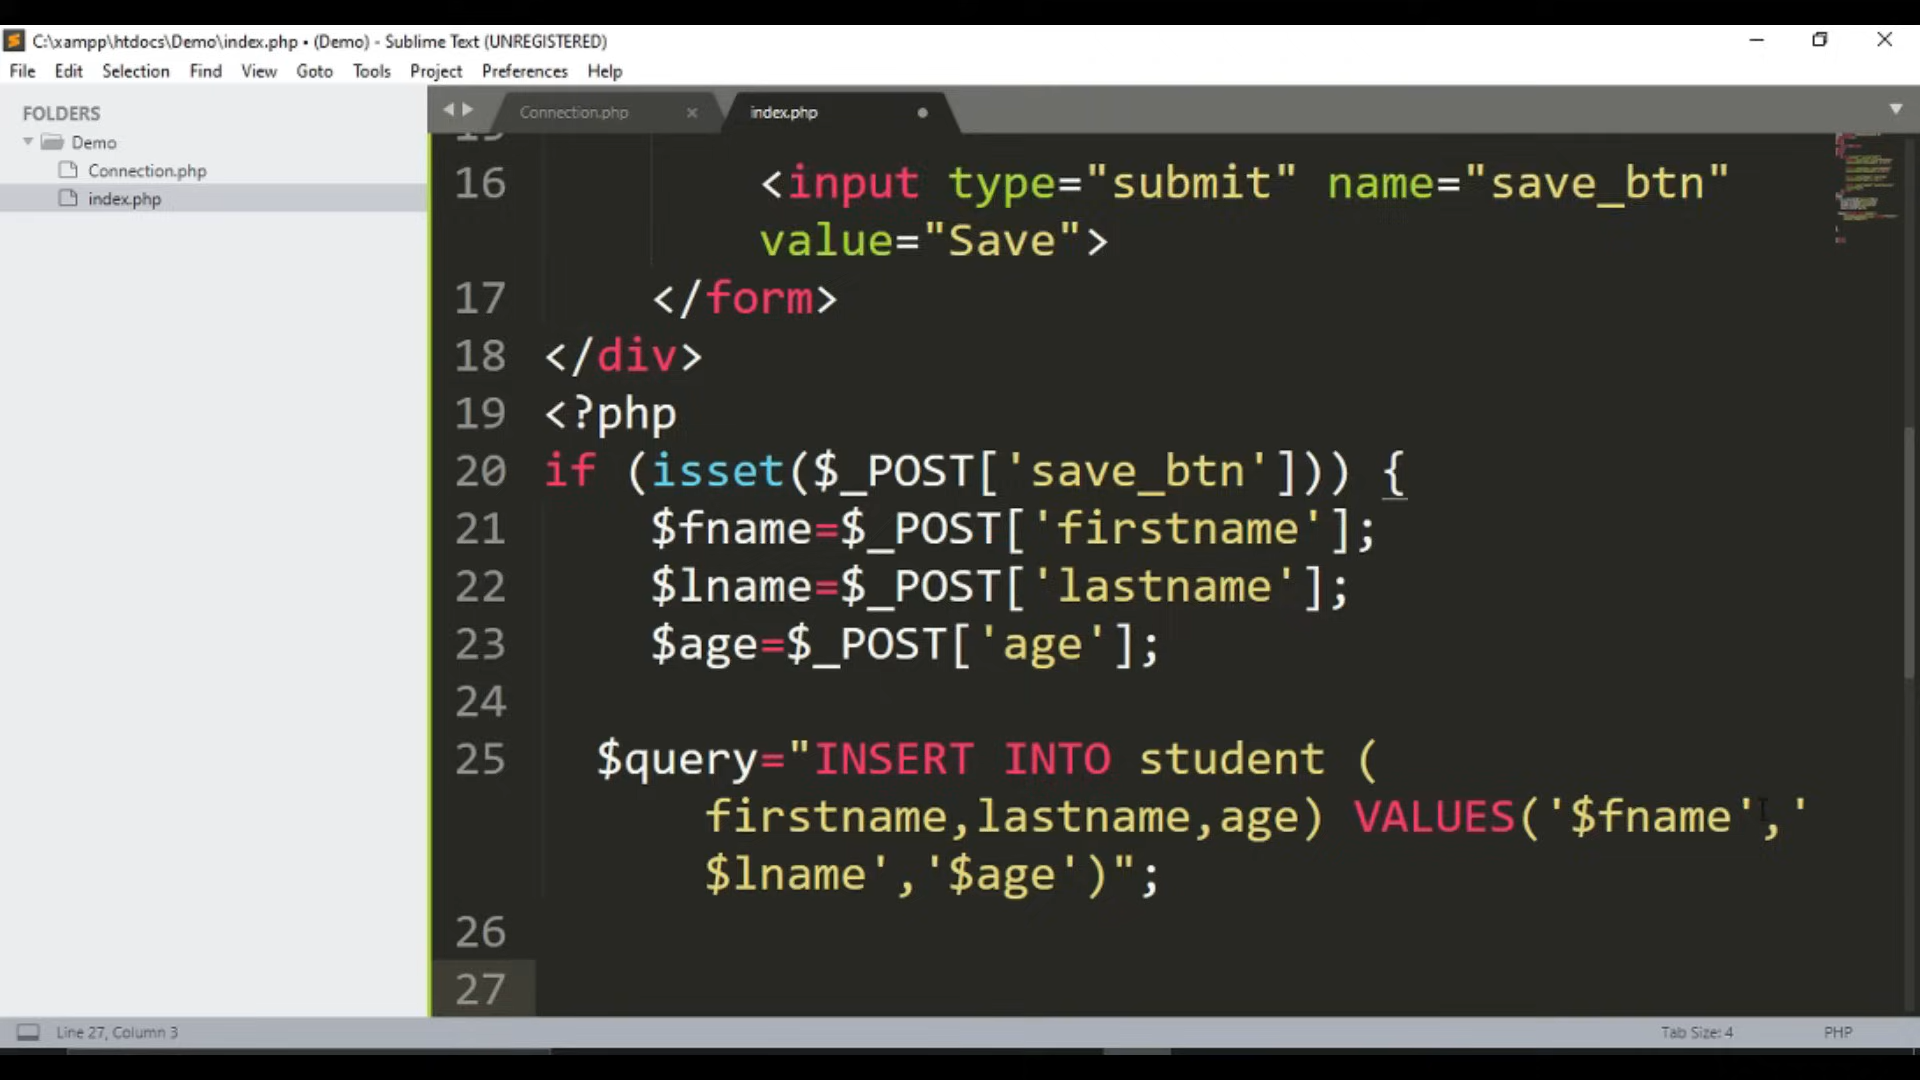 C:\xampp\htdocs\Demo\index.php • (Demo) - Sublime Text (UNREGISTERED)
File Edit Selection Find View Goto Tools Project Preferences Help
FOLDERS
Demo
Connection.php
index.php
Connection.php × index.php
15
16 <input type="submit" name="save_btn"
value="Save">
17 </form>
18 </div>
19 <?php
20 if (isset($_POST['save_btn'])) {
21 $fname=$_POST['firstname'];
22 $lname=$_POST['lastname'];
23 $age=$_POST['age'];
24
25 $query="INSERT INTO student (
firstname,lastname,age) VALUES('$fname','
$lname','$age')";
26
27
Line 27, Column 3 Tab Size: 4 PHP